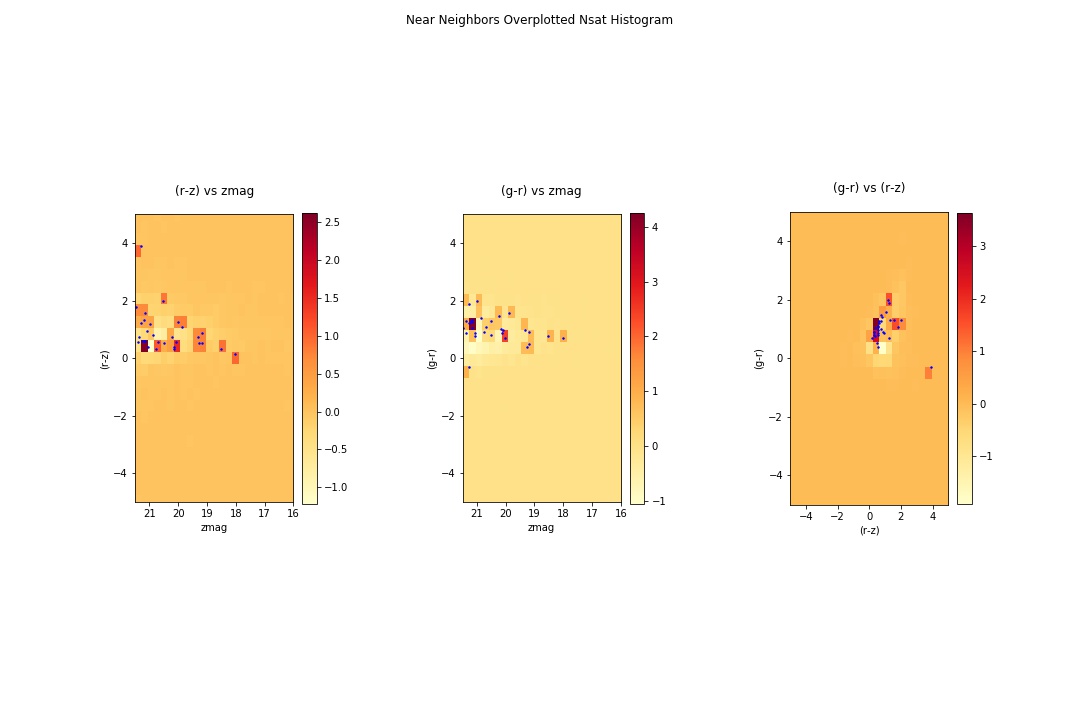 Near Neighbors Overplotted Nsat Histogram
(r-z) vs zmag
4
2
0
−2
−4
(r-z)
21 20 19 18 17 16
zmag
2.5
2.0
1.5
1.0
0.5
0.0
−0.5
−1.0
(g-r) vs zmag
4
2
0
−2
−4
(g-r)
21 20 19 18 17 16
zmag
4
3
2
1
0
−1
(g-r) vs (r-z)
4
2
0
−2
−4
(g-r)
−4 −2 0 2 4
(r-z)
3
2
1
0
−1